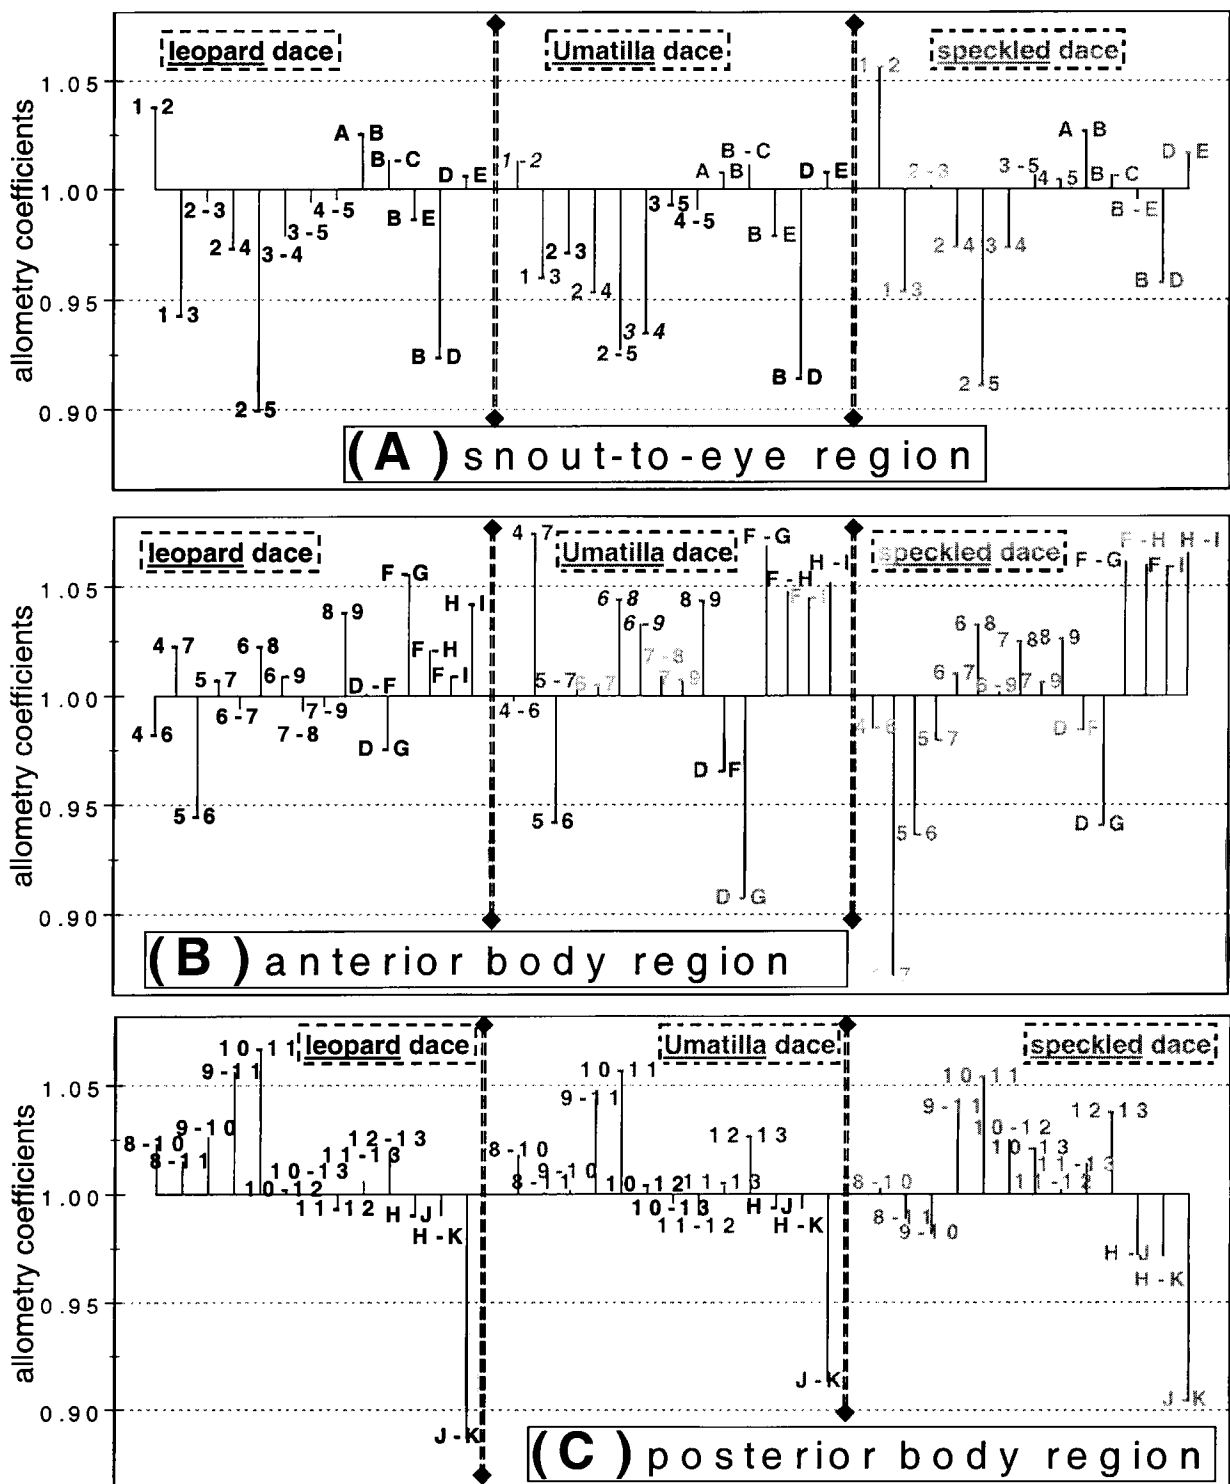 leopard dace
Umatilla dace
speckled dace
allometry coefficients
1.05
1.00
0.95
0.90
1-2
1-3
2-3
2-4
2-5
3-4
3-5
4-5
A-B
B-C
B-E
B-D
D-E
1-2
1-3
2-3
2-4
2-5
3-4
3-5
4-5
A-B
B-C
B-E
B-D
D-E
1-2
1-3
2-3
2-4
2-5
3-4
3-5
4-5
A-B
B-C
B-E
B-D
D-E
(A) snout-to-eye region
leopard dace
Umatilla dace
speckled dace
allometry coefficients
1.05
1.00
0.95
0.90
4-6
4-7
5-6
5-7
6-7
6-8
6-9
7-8
7-9
8-9
D-F
D-G
F-G
F-H
F-I
H-I
4-6
4-7
5-6
5-7
6-7
6-8
6-9
7-8
7-9
8-9
D-F
D-G
F-G
F-H
F-I
H-I
4-6
5-6
5-7
6-7
6-8
6-9
7-8
7-9
8-9
D-F
D-G
F-G
F-H
F-I
H-I
(B) anterior body region
leopard dace
Umatilla dace
speckled dace
allometry coefficients
1.05
1.00
0.95
0.90
8-10
8-11
9-10
9-11
10-11
10-12
10-13
11-12
11-13
12-13
H-J
H-K
J-K
8-10
8-11
9-10
9-11
10-11
10-12
10-13
11-12
11-13
12-13
H-J
H-K
J-K
8-10
8-11
9-10
9-11
10-11
10-12
10-13
11-12
11-13
12-13
H-J
H-K
J-K
(C) posterior body region